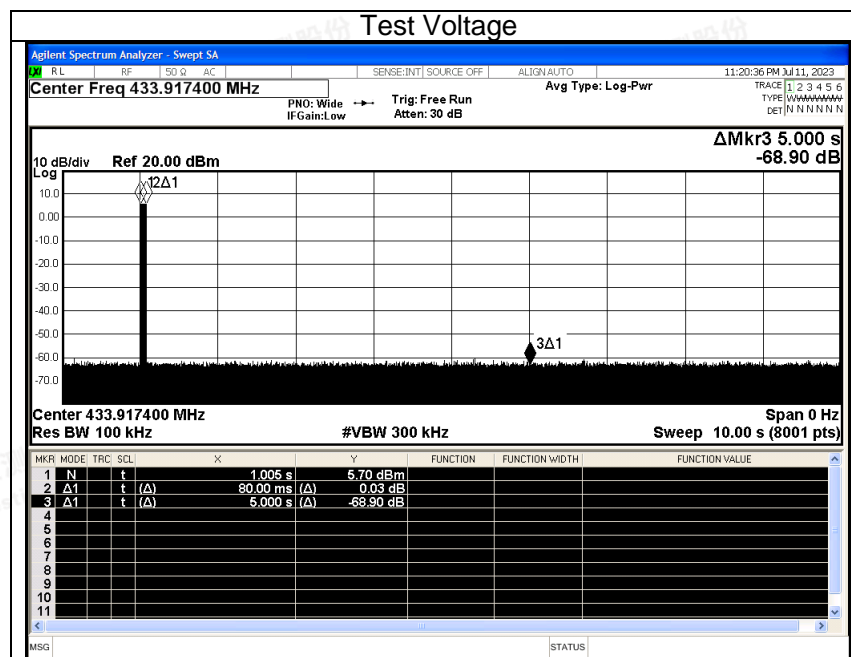 Test Voltage
Agilent Spectrum Analyzer - Swept SA
LXI RL RF 50 Ω AC SENSE:INT SOURCE OFF ALIGN AUTO 11:20:36 PM Jul 11, 2023
Center Freq 433.917400 MHz Avg Type: Log-Pwr TRACE 1 2 3 4 5 6
PNO: Wide Trig: Free Run TYPE
IFGain:Low Atten: 30 dB DET N N N N N N
ΔMkr3 5.000 s
-68.90 dB
10 dB/div Ref 20.00 dBm
Log
12Δ1
10.0
0.00
-10.0
-20.0
-30.0
-40.0
-50.0
3Δ1
-60.0
-70.0
Center 433.917400 MHz Span 0 Hz
Res BW 100 kHz #VBW 300 kHz Sweep 10.00 s (8001 pts)
MKR MODE TRC SCL X Y FUNCTION FUNCTION WIDTH FUNCTION VALUE
1 N t 1.005 s 5.70 dBm
2 Δ1 t (Δ) 80.00 ms (Δ) 0.03 dB
3 Δ1 t (Δ) 5.000 s (Δ) -68.90 dB
4
5
6
7
8
9
10
11
MSG STATUS